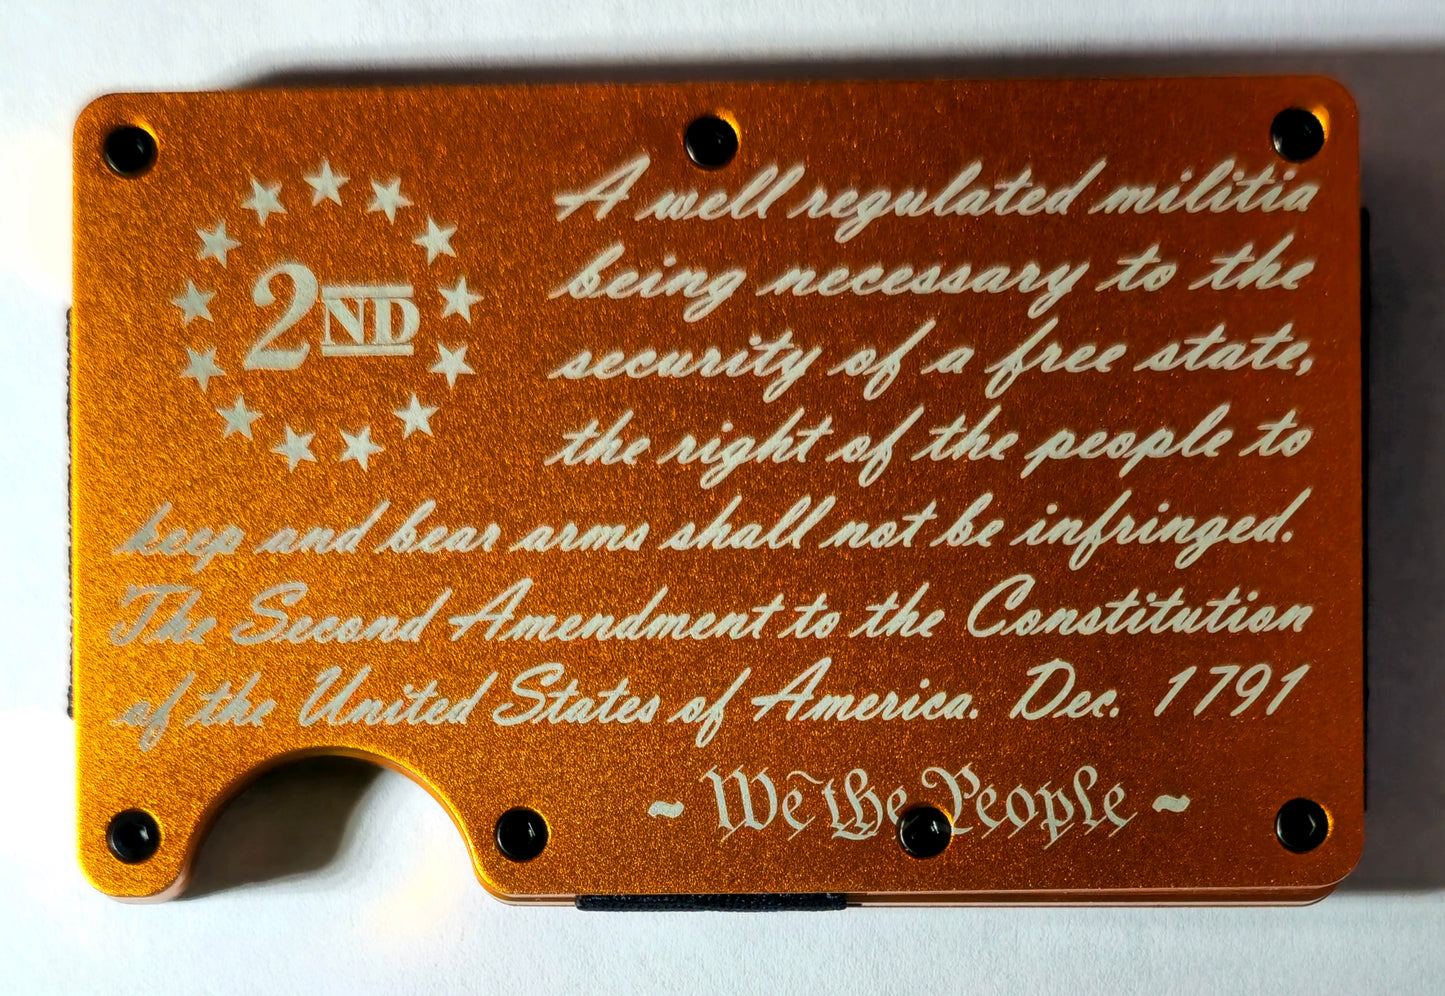 2ND
A well regulated militia
being necessary to the
security of a free state,
the right of the people to
keep and bear arms shall not be infringed.
The Second Amendment to the Constitution
of the United States of America. Dec. 1791
~ We the People ~